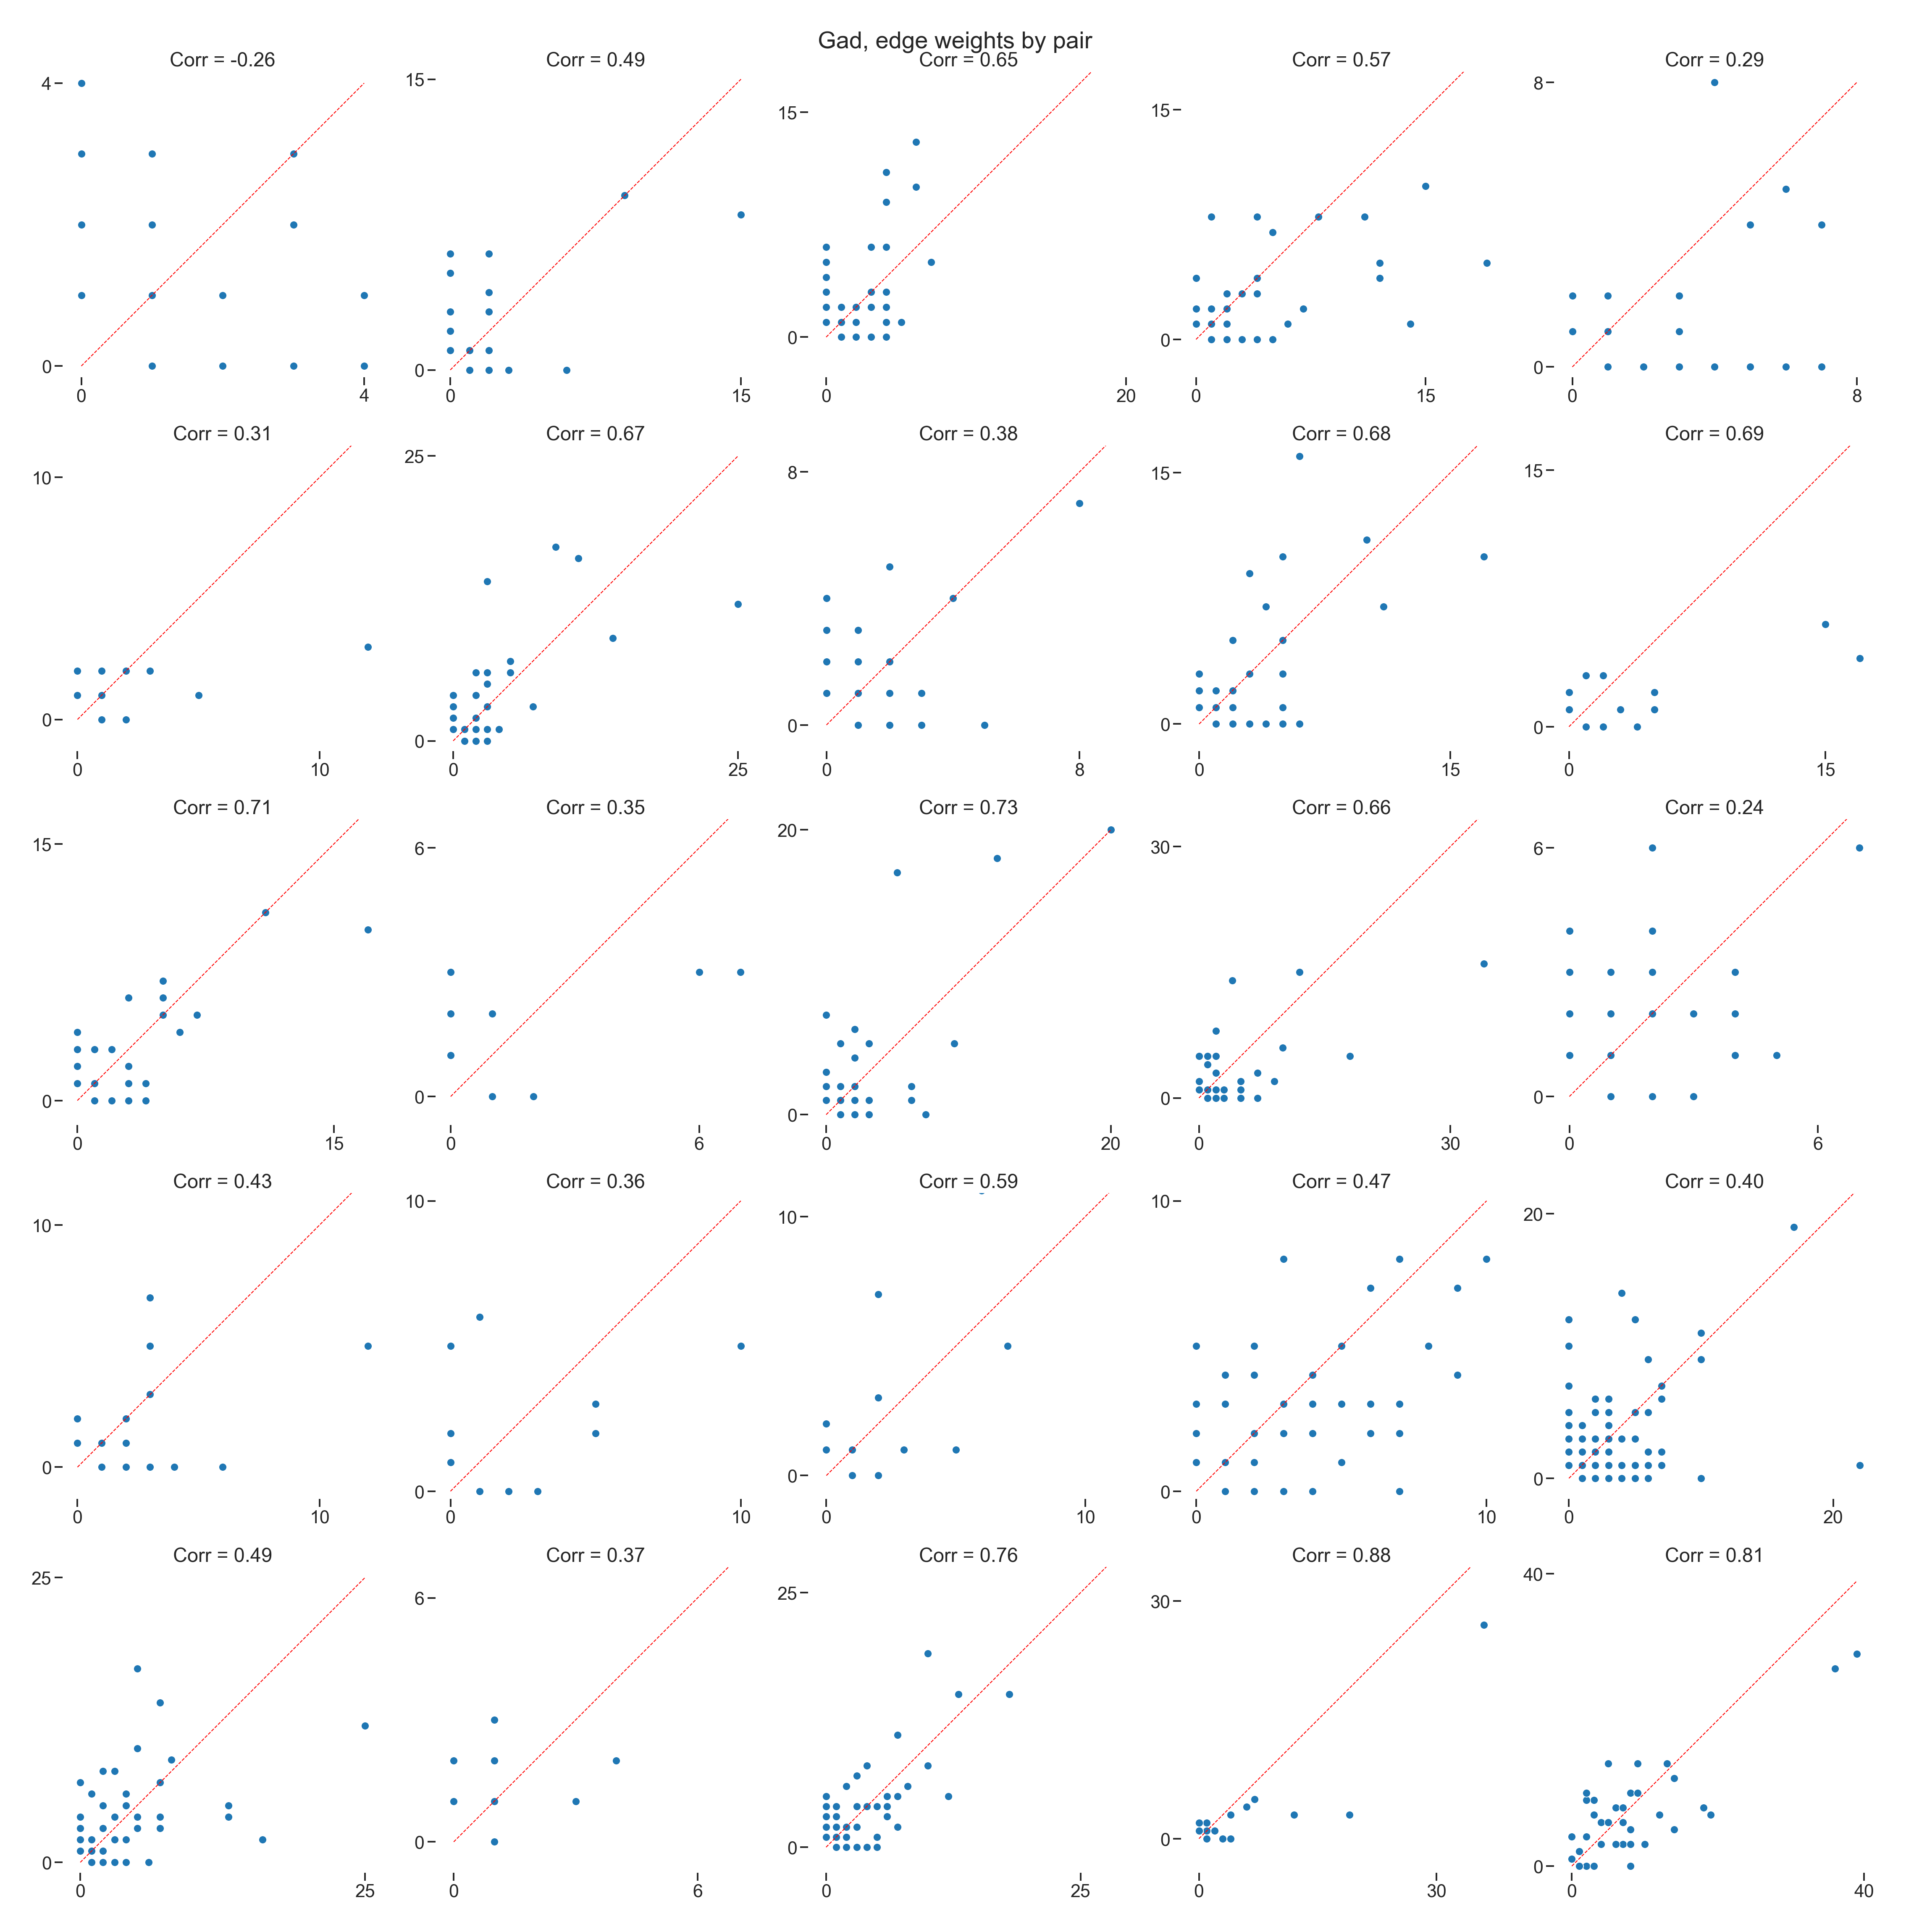 Gad, edge weights by pair
Corr = -0.26 Corr = 0.49 Corr = 0.65 Corr = 0.57 Corr = 0.29
4 15 15 15 8
0 0 0 0 0
0 4 0 15 0 20 0 15 0 8
Corr = 0.31 Corr = 0.67 Corr = 0.38 Corr = 0.68 Corr = 0.69
10 25 8 15 15
0 0 0 0 0
0 10 0 25 0 8 0 15 0 15
Corr = 0.71 Corr = 0.35 Corr = 0.73 Corr = 0.66 Corr = 0.24
15 6 20 30 6
0 0 0 0 0
0 15 0 6 0 20 0 30 0 6
Corr = 0.43 Corr = 0.36 Corr = 0.59 Corr = 0.47 Corr = 0.40
10 10 10 10 20
0 0 0 0 0
0 10 0 10 0 10 0 10 0 20
Corr = 0.49 Corr = 0.37 Corr = 0.76 Corr = 0.88 Corr = 0.81
25 6 25 30 40
0 0 0 0 0
0 25 0 6 0 25 0 30 0 40